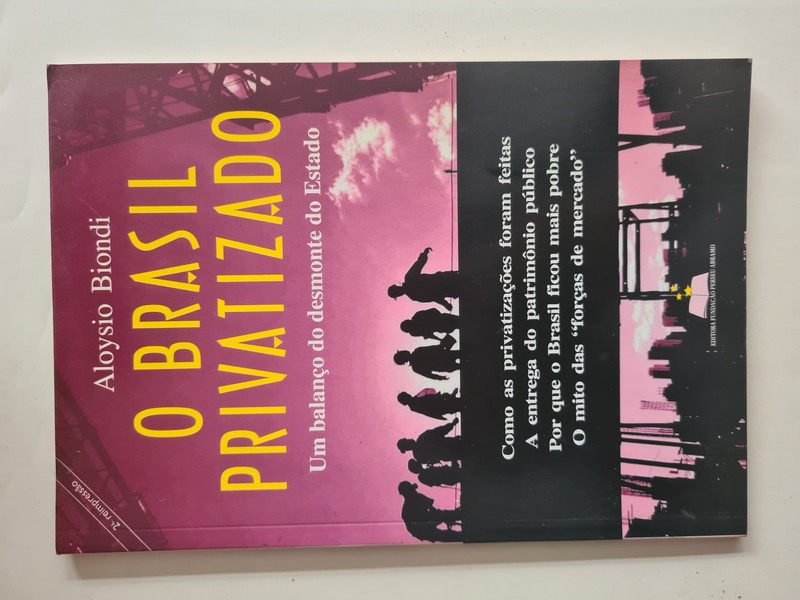 2ª reimpressão
Aloysio Biondi
O BRASIL
PRIVATIZADO
Um balanço do desmonte do Estado
Como as privatizações foram feitas
A entrega do patrimônio público
Por que o Brasil ficou mais pobre
O mito das “forças de mercado”
EDITORA FUNDAÇÃO PERSEU ABRAMO